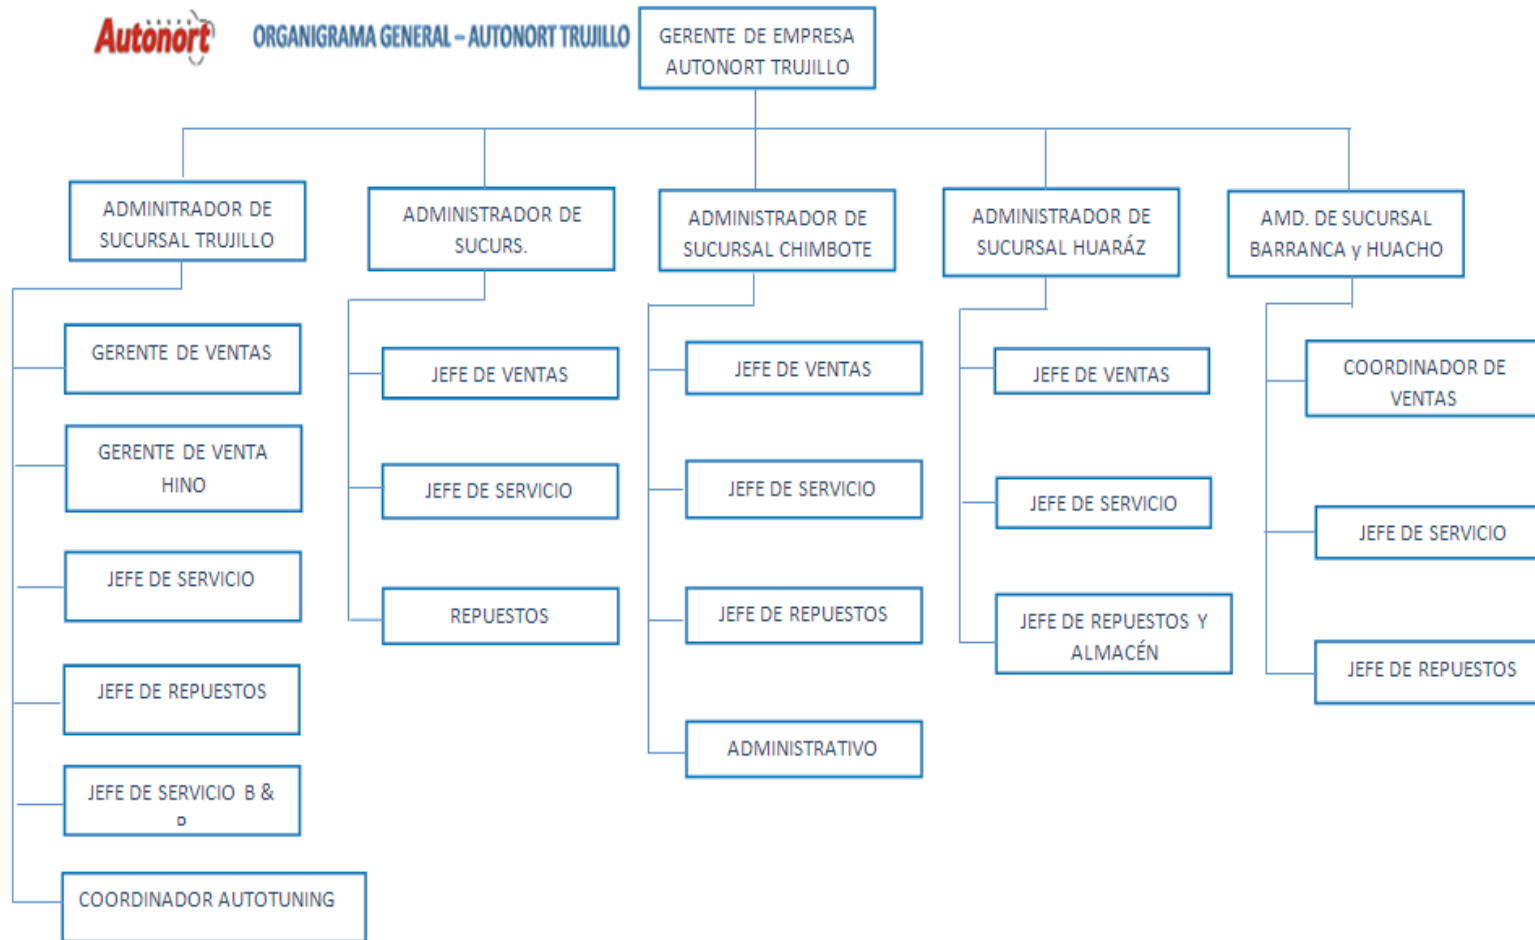 Autonort
ORGANIGRAMA GENERAL – AUTONORT TRUJILLO
GERENTE DE EMPRESA
AUTONORT TRUJILLO
ADMINITRADOR DE
SUCURSAL TRUJILLO
GERENTE DE VENTAS
GERENTE DE VENTA
HINO
JEFE DE SERVICIO
JEFE DE REPUESTOS
JEFE DE SERVICIO B &
P
COORDINADOR AUTOTUNING
ADMINISTRADOR DE
SUCURS.
JEFE DE VENTAS
JEFE DE SERVICIO
REPUESTOS
ADMINISTRADOR DE
SUCURSAL CHIMBOTE
JEFE DE VENTAS
JEFE DE SERVICIO
JEFE DE REPUESTOS
ADMINISTRATIVO
ADMINISTRADOR DE
SUCURSAL HUARÁZ
JEFE DE VENTAS
JEFE DE SERVICIO
JEFE DE REPUESTOS Y
ALMACÉN
AMD. DE SUCURSAL
BARRANCA y HUACHO
COORDINADOR DE
VENTAS
JEFE DE SERVICIO
JEFE DE REPUESTOS